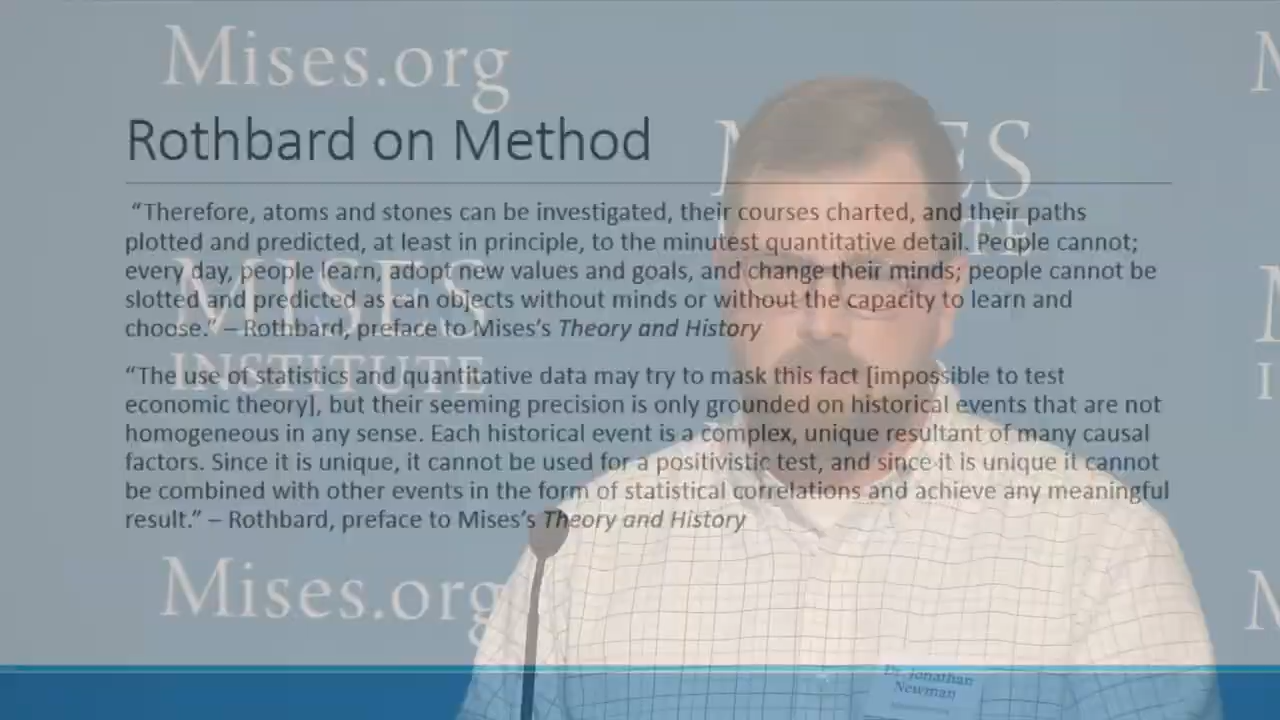 Mises.org
Rothbard on Method
ES
"Therefore, atoms and stones can be investigated, their courses charted, and their paths
plotted and predicted, at least in principle, to the minutest quantitative detail. People cannot;
every day, people learn, adopt new values and goals, and change their minds; people cannot be
slotted and predicted as can objects without minds or without the capacity to learn and
choose." – Rothbard, preface to Mises's Theory and History
MISES
INSTITUTE
"The use of statistics and quantitative data may try to mask this fact [impossible to test
economic theory], but their seeming precision is only grounded on historical events that are not
homogeneous in any sense. Each historical event is a complex, unique resultant of many causal
factors. Since it is unique, it cannot be used for a positivistic test, and since it is unique it cannot
be combined with other events in the form of statistical correlations and achieve any meaningful
result." – Rothbard, preface to Mises's Theory and History
Mises.org
Dr. Jonathan
Newman